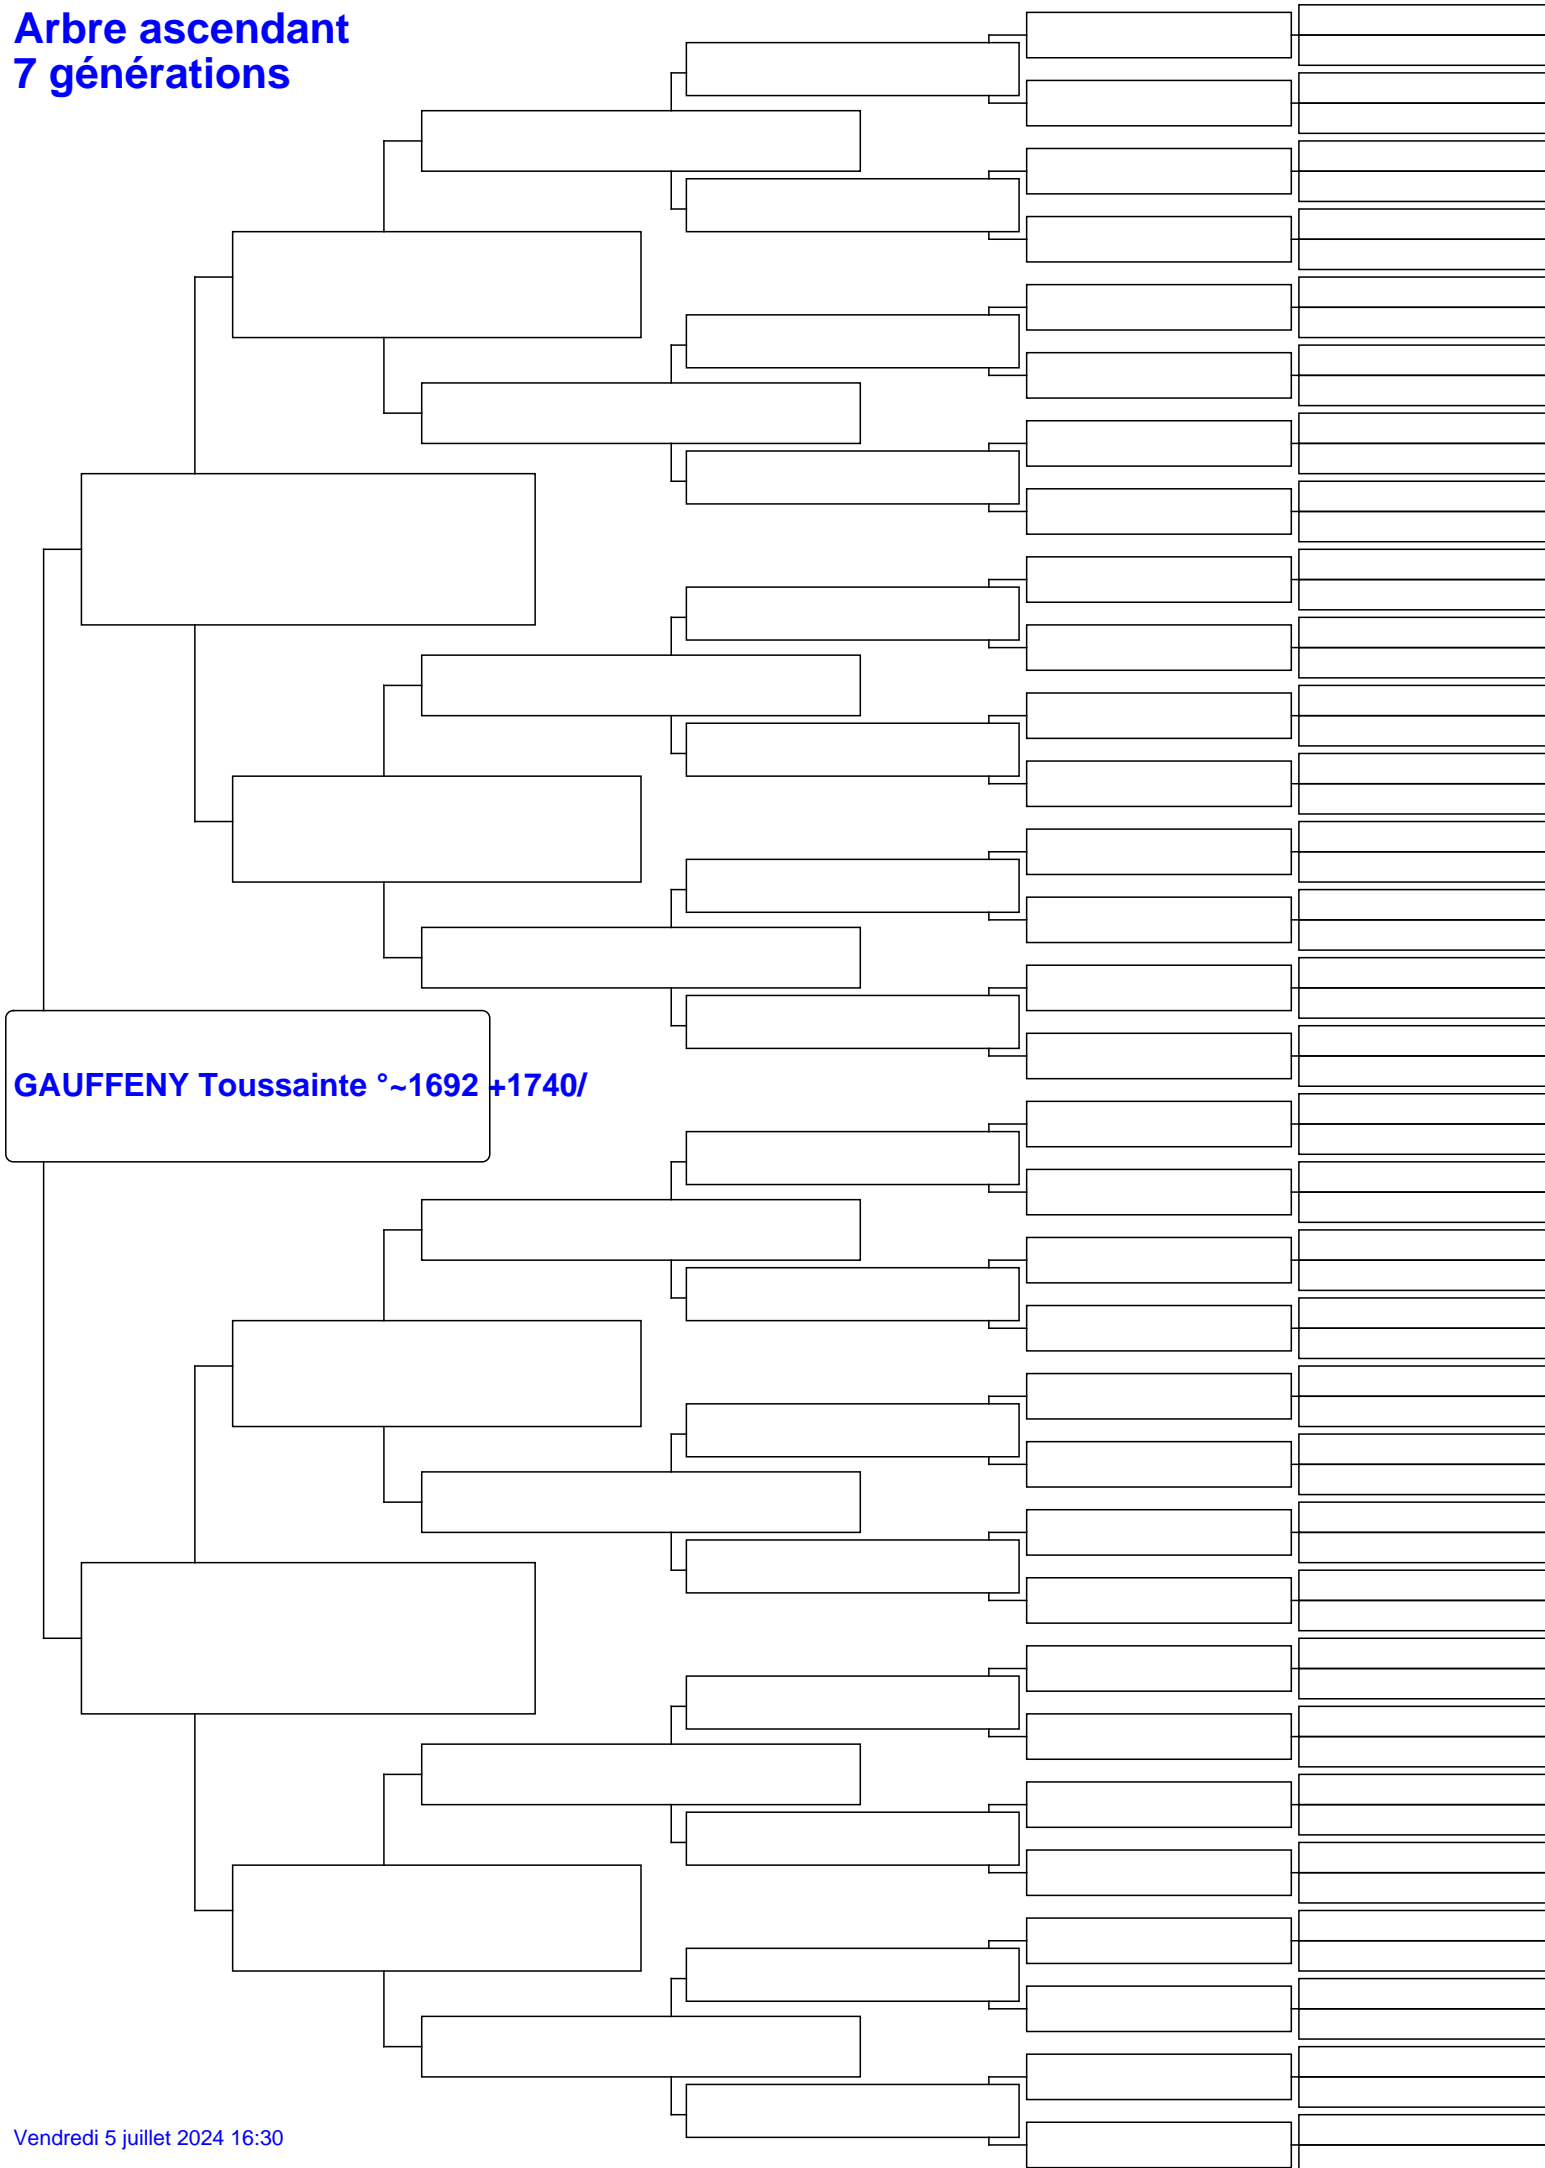 Arbre ascendant
7 générations
GAUFFENY Toussainte °~1692 +1740/
Vendredi 5 juillet 2024 16:30